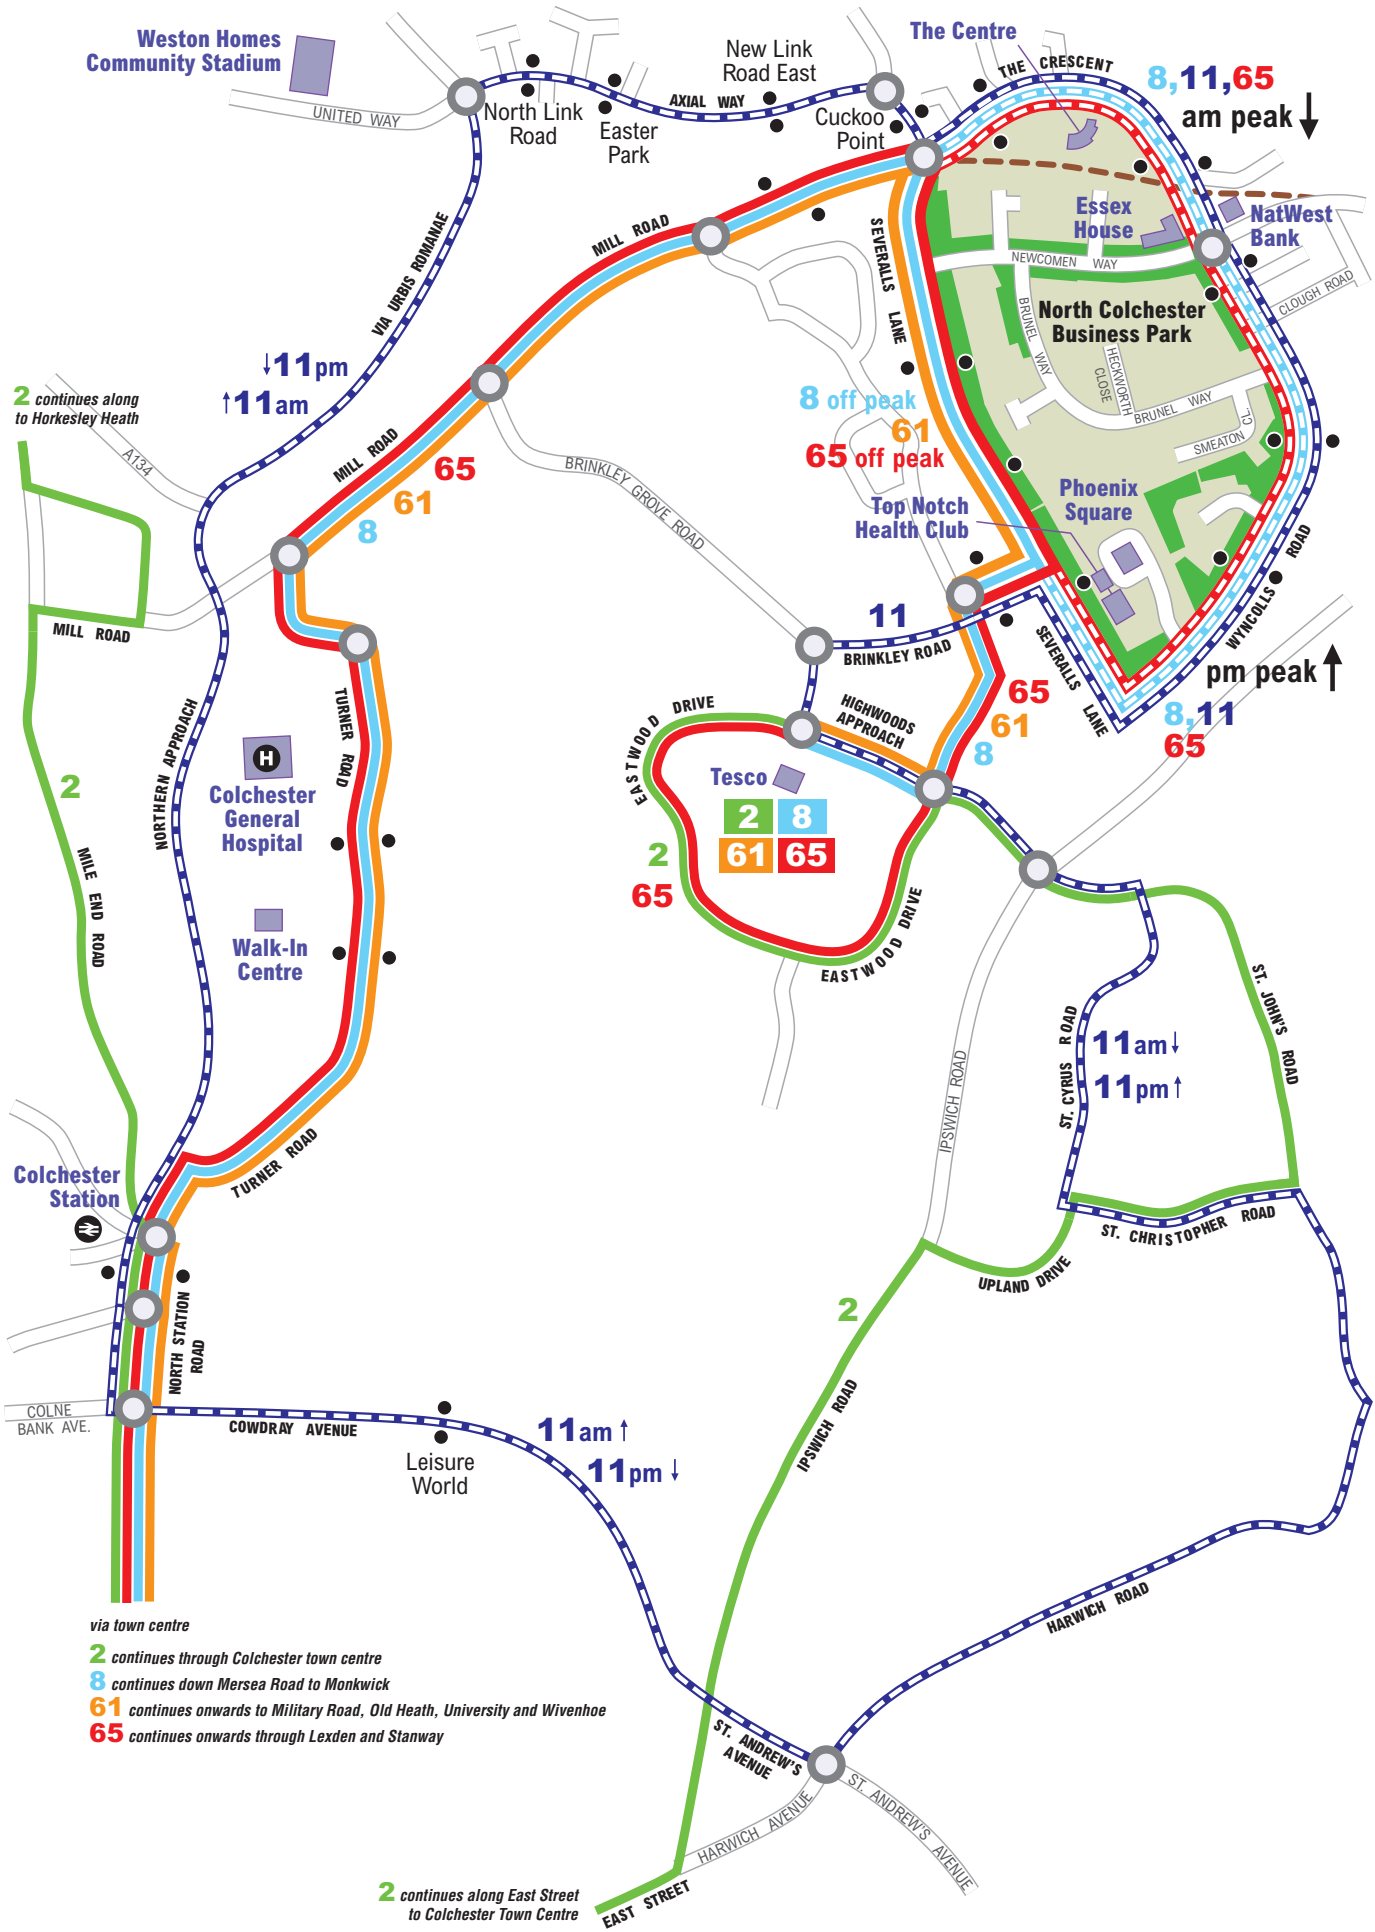 Weston Homes
Community Stadium
UNITED WAY
North Link
Road
Easter
Park
AXIAL WAY
New Link
Road East
Cuckoo
Point
The Centre
THE CRESCENT
8,11,65
am peak
Essex
House
NatWest
Bank
NEWCOMEN WAY
CLOUGH ROAD
North Colchester
Business Park
BRUNEL WAY
HECKWORTH
CLOSE
BRUNEL WAY
SMEATON CL.
MILL ROAD
SEVERALLS LANE
VIA URBIS ROMANAE
11pm
11am
2 continues along
to Horkesley Heath
A134
MILL ROAD
65
61
8
BRINKLEY GROVE ROAD
8 off peak
61
65 off peak
Top Notch
Health Club
Phoenix
Square
WYNCOLLS ROAD
pm peak
8,11
65
11
BRINKLEY ROAD
SEVERALLS LANE
MILL ROAD
NORTHERN APPROACH
TURNER ROAD
65
61
8
HIGHWOODS
APPROACH
EASTWOOD DRIVE
Tesco
2 8
61 65
2
65
EASTWOOD DRIVE
2
MILE END ROAD
H
Colchester
General
Hospital
Walk-In
Centre
ST. JOHN'S ROAD
ST. CYRUS ROAD
11am
11pm
IPSWICH ROAD
TURNER ROAD
Colchester
Station
ST. CHRISTOPHER ROAD
UPLAND DRIVE
2
NORTH STATION
ROAD
IPSWICH ROAD
COLNE
BANK AVE.
COWDRAY AVENUE
Leisure
World
11am
11pm
HARWICH ROAD
via town centre
2 continues through Colchester town centre
8 continues down Mersea Road to Monkwick
61 continues onwards to Military Road, Old Heath, University and Wivenhoe
65 continues onwards through Lexden and Stanway
ST. ANDREW'S
AVENUE
HARWICH AVENUE
ST. ANDREW'S AVENUE
2 continues along East Street
to Colchester Town Centre
EAST STREET